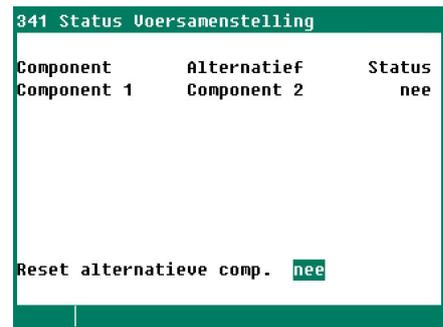 341 Status Voersamenstelling
Component Alternatief Status
Component 1 Component 2 nee
Reset alternatieve comp. nee